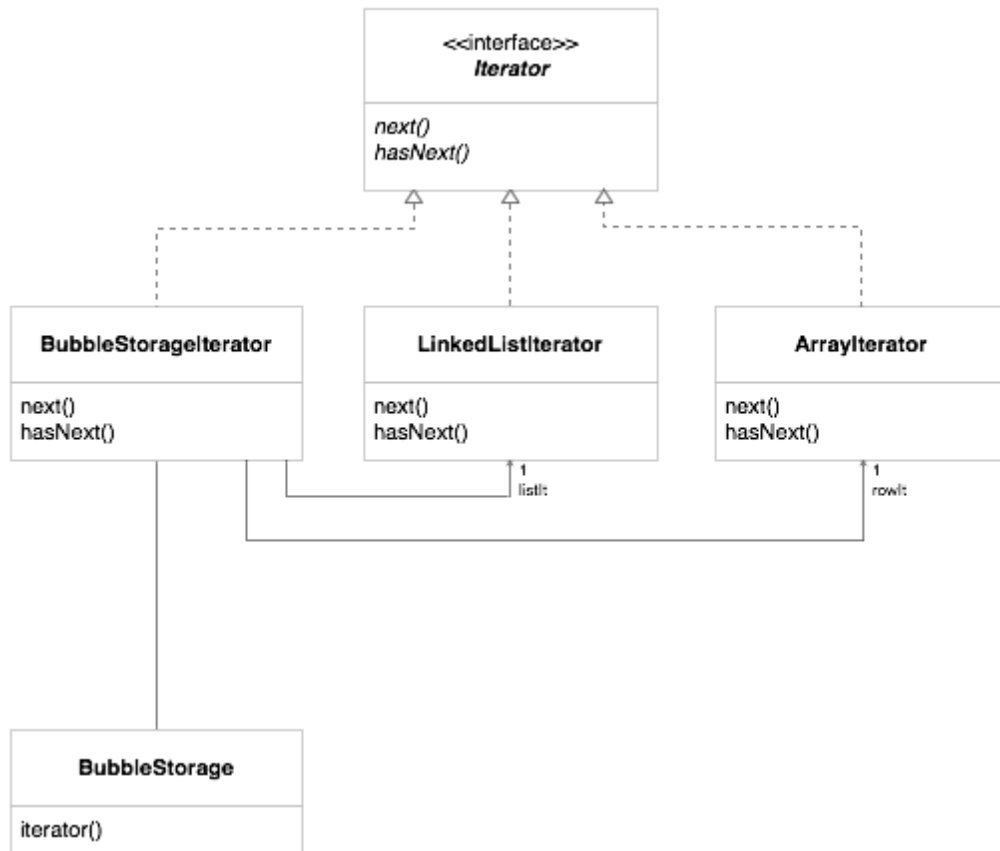 <<interface>>
Iterator
next()
hasNext()
BubbleStorageIterator
next()
hasNext()
LinkedListIterator
next()
hasNext()
ArrayIterator
next()
hasNext()
1
listIt
1
rowIt
BubbleStorage
iterator()